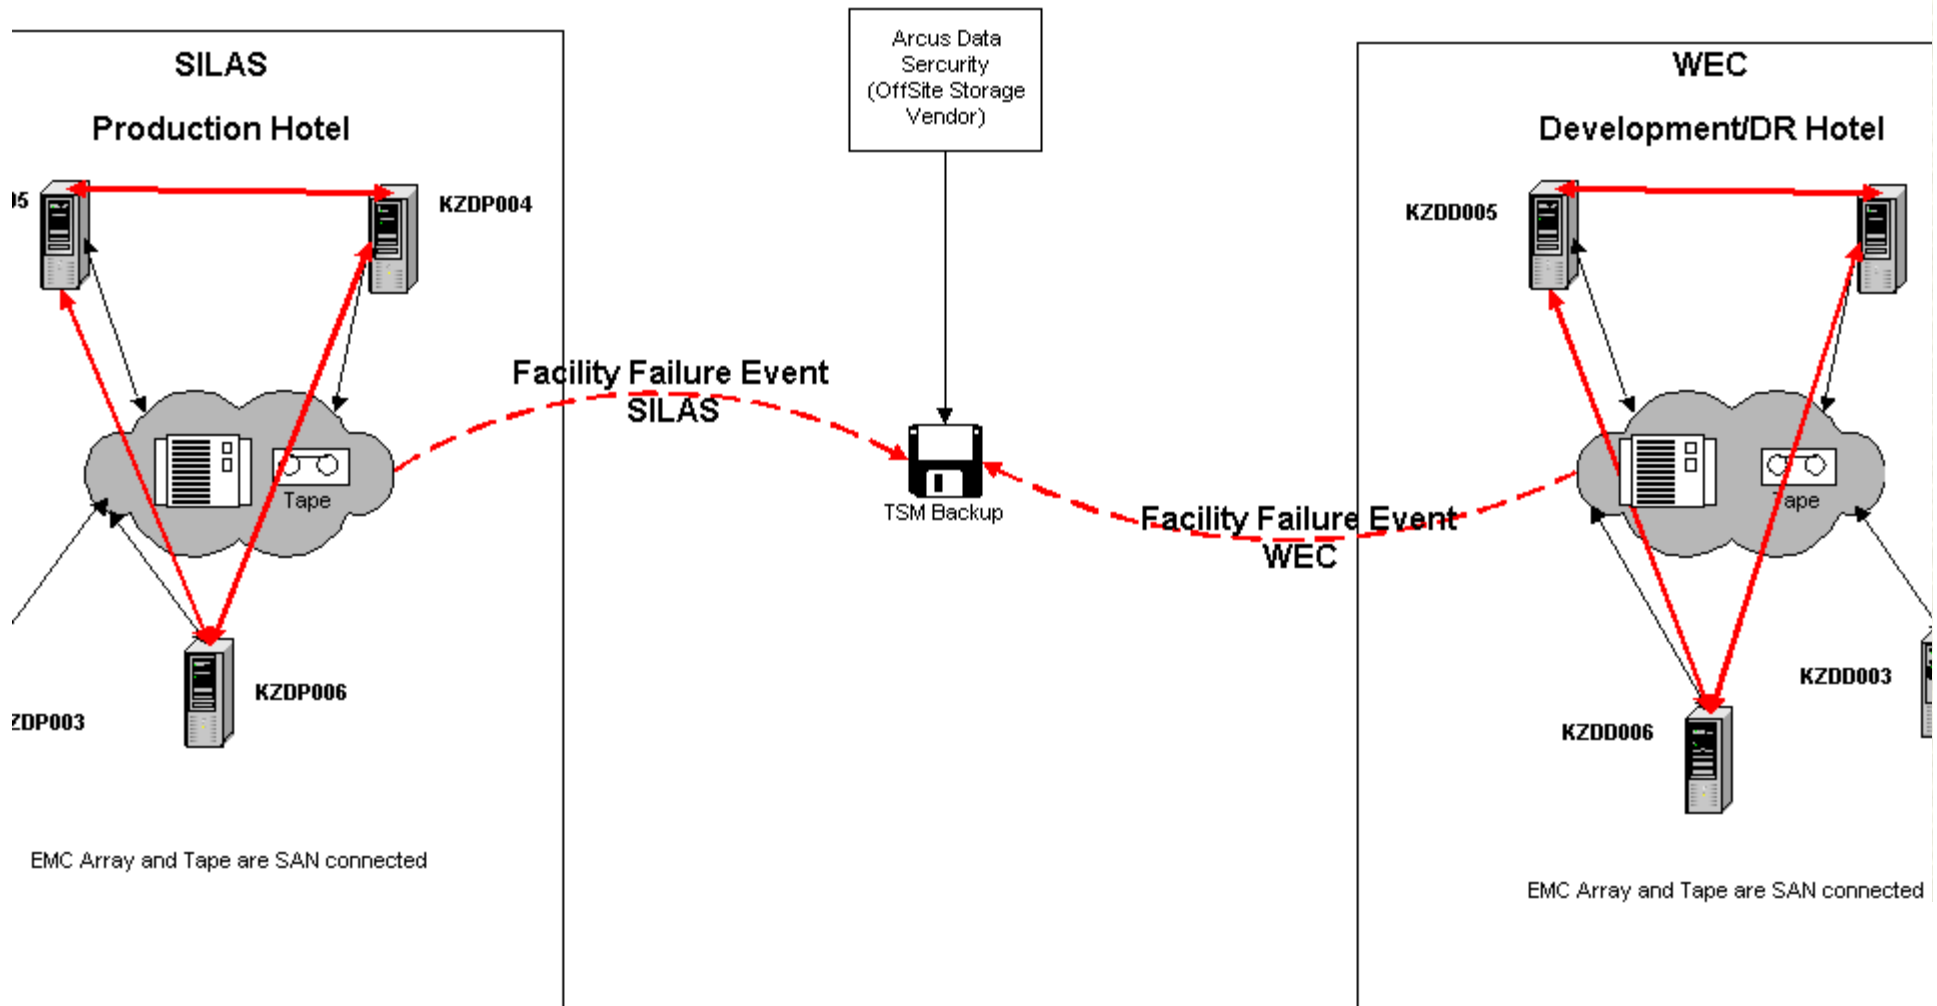 SILAS
Production Hotel
05
KZDP004
Arcus Data
Sercurity
(OffSite Storage
Vendor)
WEC
Development/DR Hotel
KZDD005
Facility Failure Event
SILAS
Tape
TSM Backup
Facility Failure Event
WEC
Tape
KZDP006
ZDP003
KZDD003
KZDD006
EMC Array and Tape are SAN connected
EMC Array and Tape are SAN connected